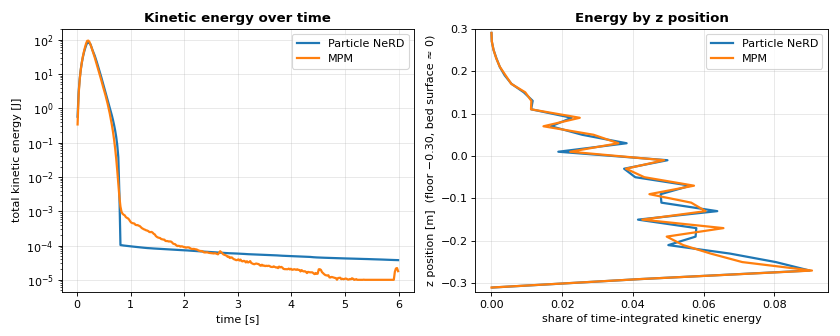 Kinetic energy over time
total kinetic energy [J]
10²
10¹
10⁰
10⁻¹
10⁻²
10⁻³
10⁻⁴
10⁻⁵
Particle NeRD
MPM
0 1 2 3 4 5 6
time [s]
Energy by z position
z position [m] (floor −0.30, bed surface ≈ 0)
0.3
0.2
0.1
0.0
−0.1
−0.2
−0.3
Particle NeRD
MPM
0.00 0.02 0.04 0.06 0.08
share of time-integrated kinetic energy